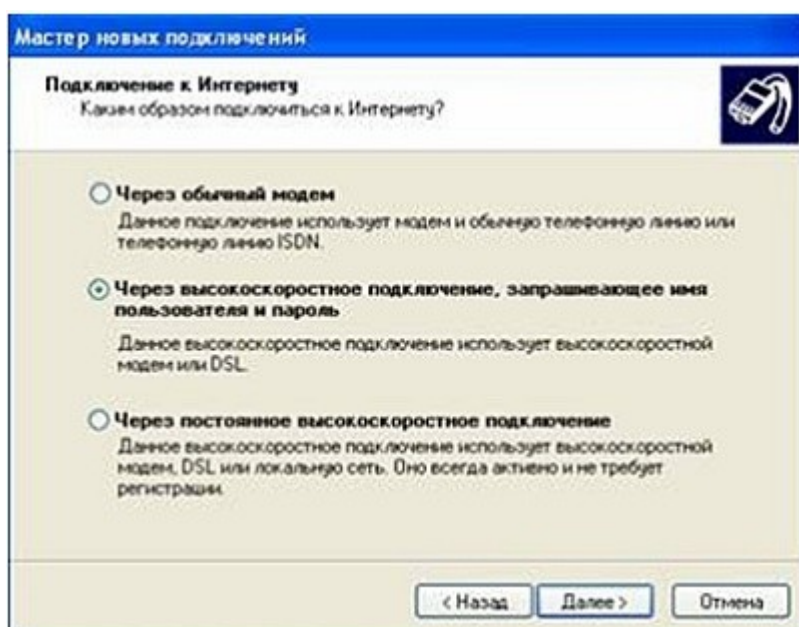 Мастер новых подключений
Подключение к Интернету
Каким образом подключиться к Интернету?
Через обычный модем
Данное подключение использует модем и обычную телефонную линию или
телефонную линию ISDN.
Через высокоскоростное подключение, запрашивающее имя
пользователя и пароль
Данное высокоскоростное подключение использует высокоскоростной
модем или DSL.
Через постоянное высокоскоростное подключение
Данное высокоскоростное подключение использует высокоскоростной
модем, DSL или локальную сеть. Оно всегда активно и не требует
регистрации.
< Назад
Далее >
Отмена